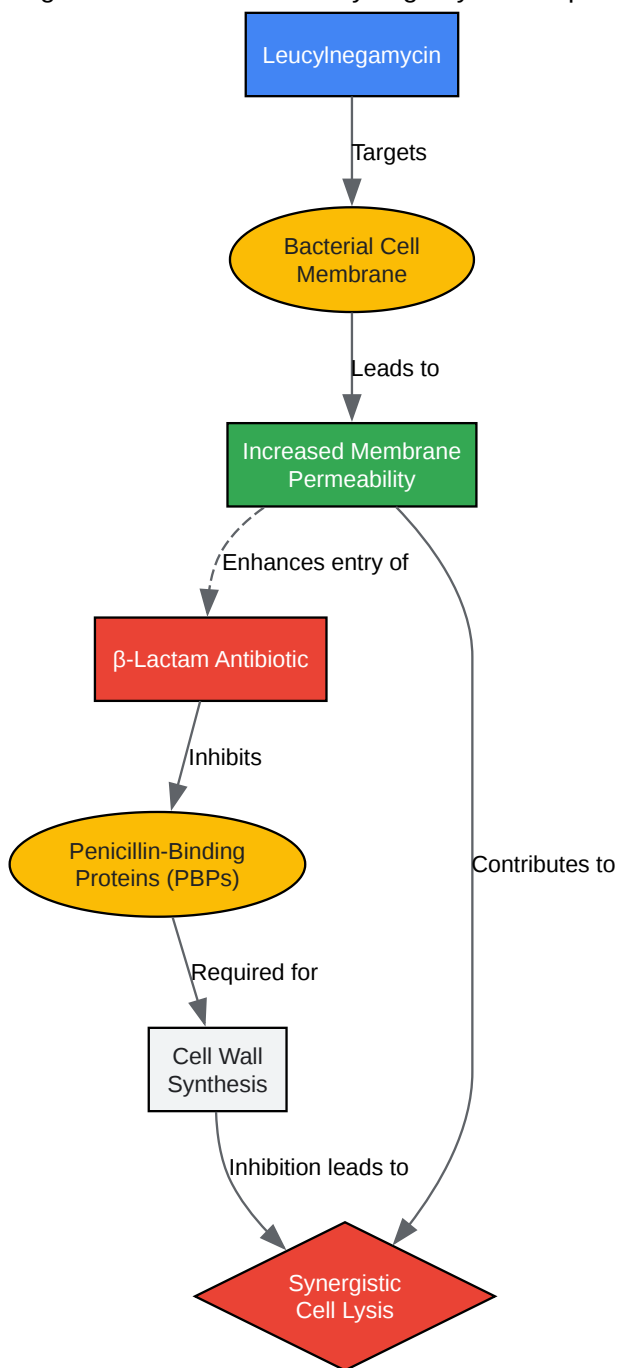 Leucylnegamycin
Targets
Bacterial Cell
Membrane
Leads to
Increased Membrane
Permeability
Enhances entry of
β-Lactam Antibiotic
Inhibits
Penicillin-Binding
Proteins (PBPs)
Contributes to
Required for
Cell Wall
Synthesis
Inhibition leads to
Synergistic
Cell Lysis